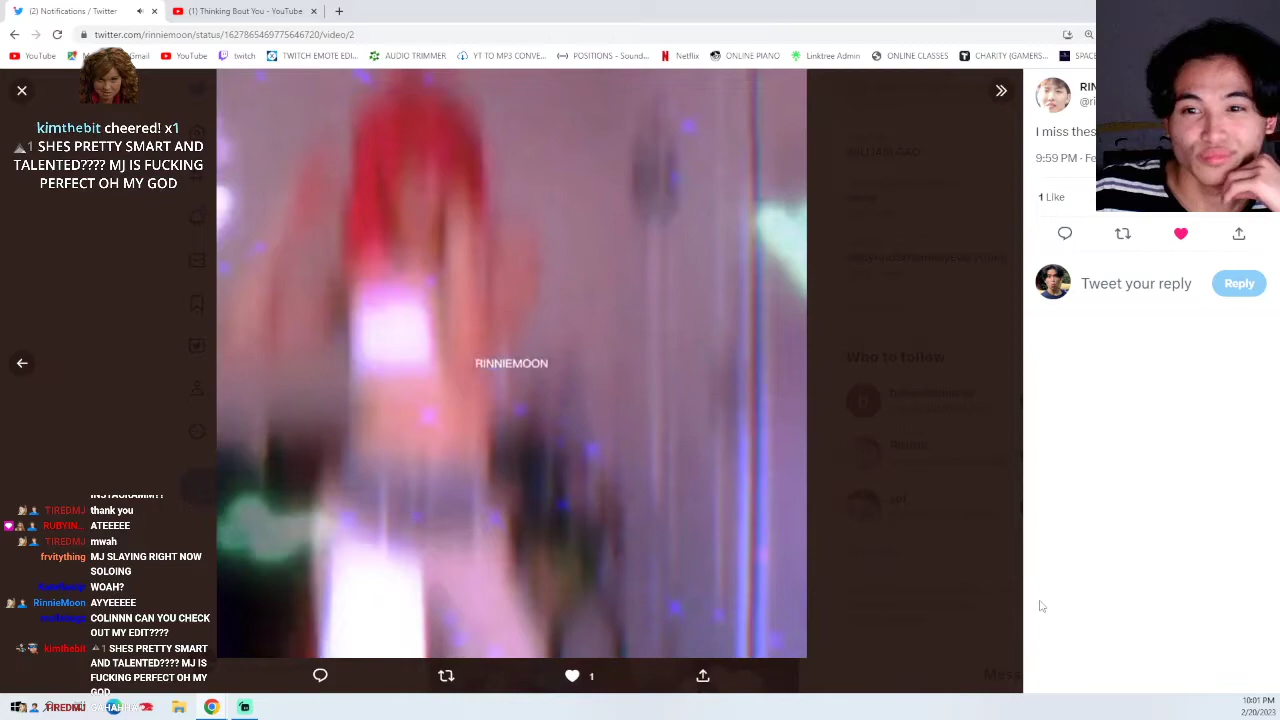 (2) Notifications / Twitter
(1) Thinking Bout You - YouTube
twitter.com/rinniemoon/status/1627865469775646720/video/2
YouTube
Gmail
YouTube
twitch
TWITCH EMOTE EDIT...
AUDIO TRIMMER
YT TO MP3 CONVE...
POSITIONS - Sound...
Netflix
ONLINE PIANO
Linktree Admin
ONLINE CLASSES
CHARITY (GAMERS...
kimthebit cheered! x1
1 SHES PRETTY SMART AND
TALENTED???? MJ IS FUCKING
PERFECT OH MY GOD
RINNIEMOON
I miss thes
9:59 PM · Fe
1 Like
Tweet your reply
Reply
Who to follow
TIREDMJ thank you
RUBYIN... ATEEEEE
TIREDMJ mwah
frvitything MJ SLAYING RIGHT NOW
SOLOING
WOAH?
RinnieMoon AYYEEEEE
COLINNN CAN YOU CHECK
OUT MY EDIT????
kimthebit 1 SHES PRETTY SMART
AND TALENTED???? MJ IS
FUCKING PERFECT OH MY
GOD
TIREDMJ
1
10:01 PM
2/20/2023